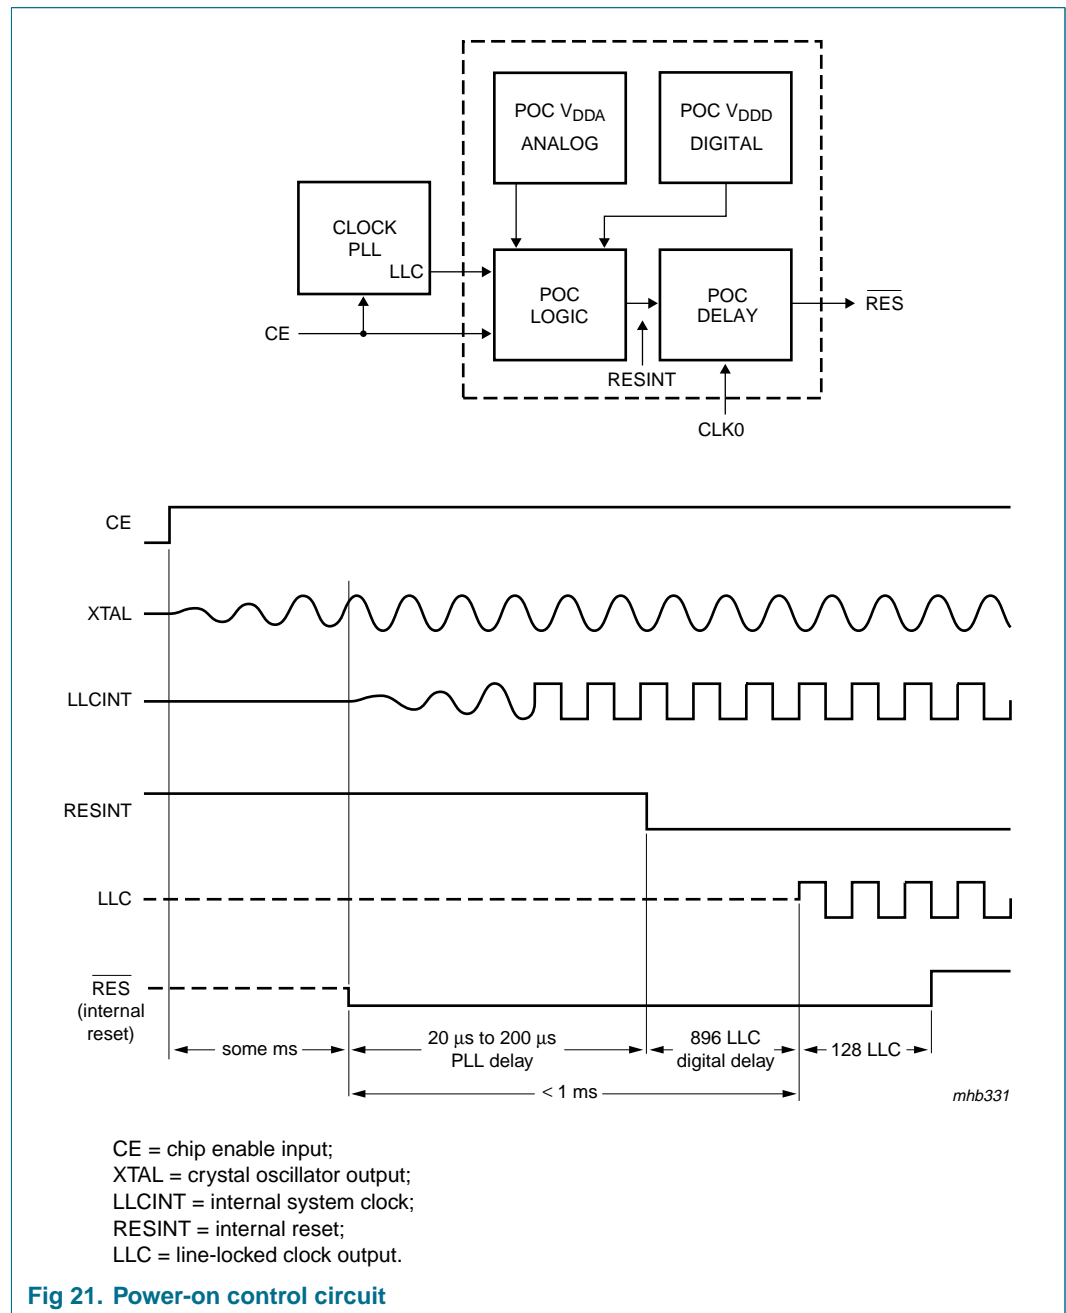 POC VDDA
ANALOG
POC VDDD
DIGITAL
CLOCK
PLL
LLC
POC
LOGIC
POC
DELAY
RES
CE
RESINT
CLK0
CE
XTAL
LLCINT
RESINT
LLC
RES
(internal
reset)
some ms
20 μs to 200 μs
PLL delay
896 LLC
digital delay
128 LLC
< 1 ms
mhb331
CE = chip enable input;
XTAL = crystal oscillator output;
LLCINT = internal system clock;
RESINT = internal reset;
LLC = line-locked clock output.
Fig 21. Power-on control circuit